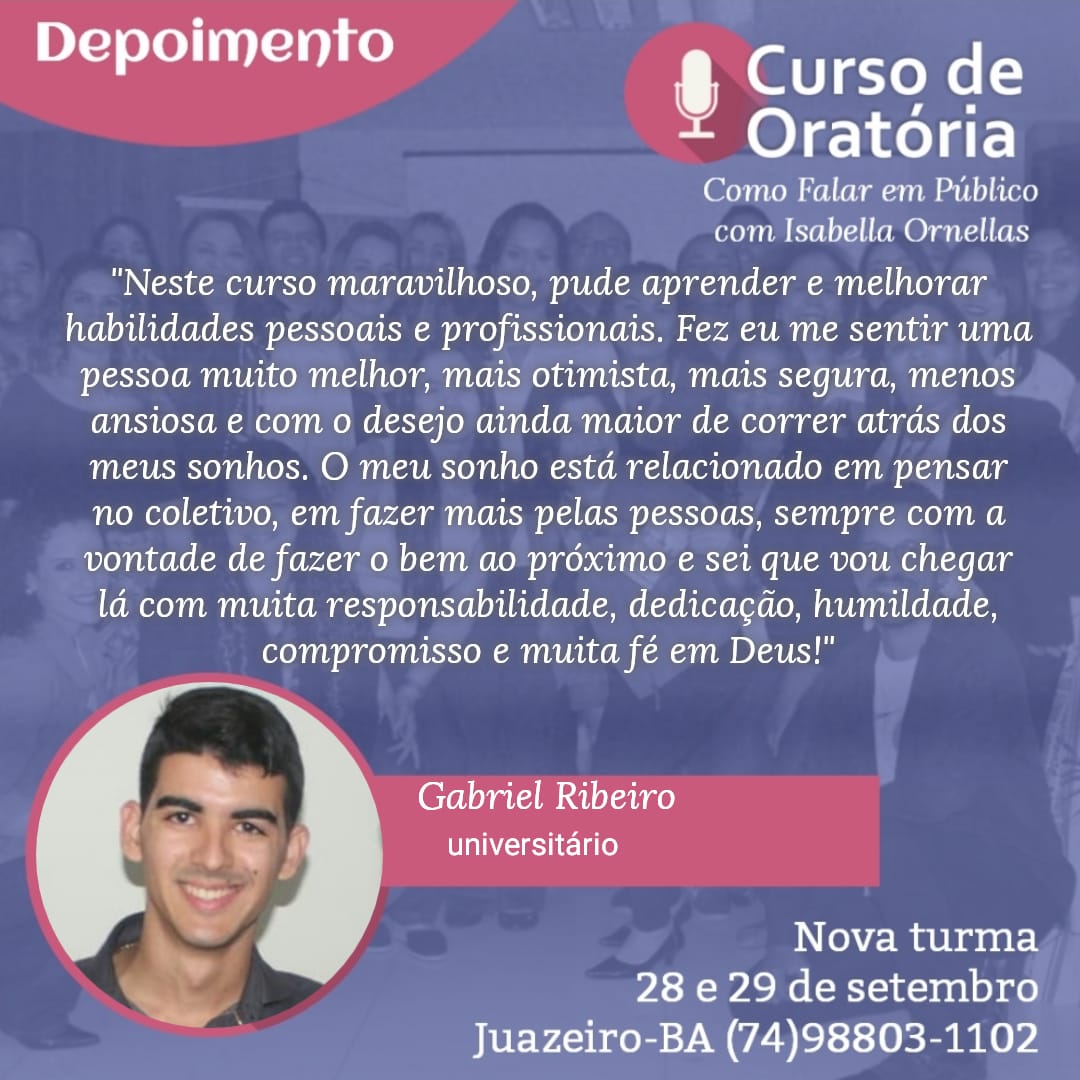 Depoimento
Curso de
Oratória
Como Falar em Público
com Isabella Ornellas
"Neste curso maravilhoso, pude aprender e melhorar
habilidades pessoais e profissionais. Fez eu me sentir uma
pessoa muito melhor, mais otimista, mais segura, menos
ansiosa e com o desejo ainda maior de correr atrás dos
meus sonhos. O meu sonho está relacionado em pensar
no coletivo, em fazer mais pelas pessoas, sempre com a
vontade de fazer o bem ao próximo e sei que vou chegar
lá com muita responsabilidade, dedicação, humildade,
compromisso e muita fé em Deus!"
Gabriel Ribeiro
universitário
Nova turma
28 e 29 de setembro
Juazeiro-BA (74)98803-1102